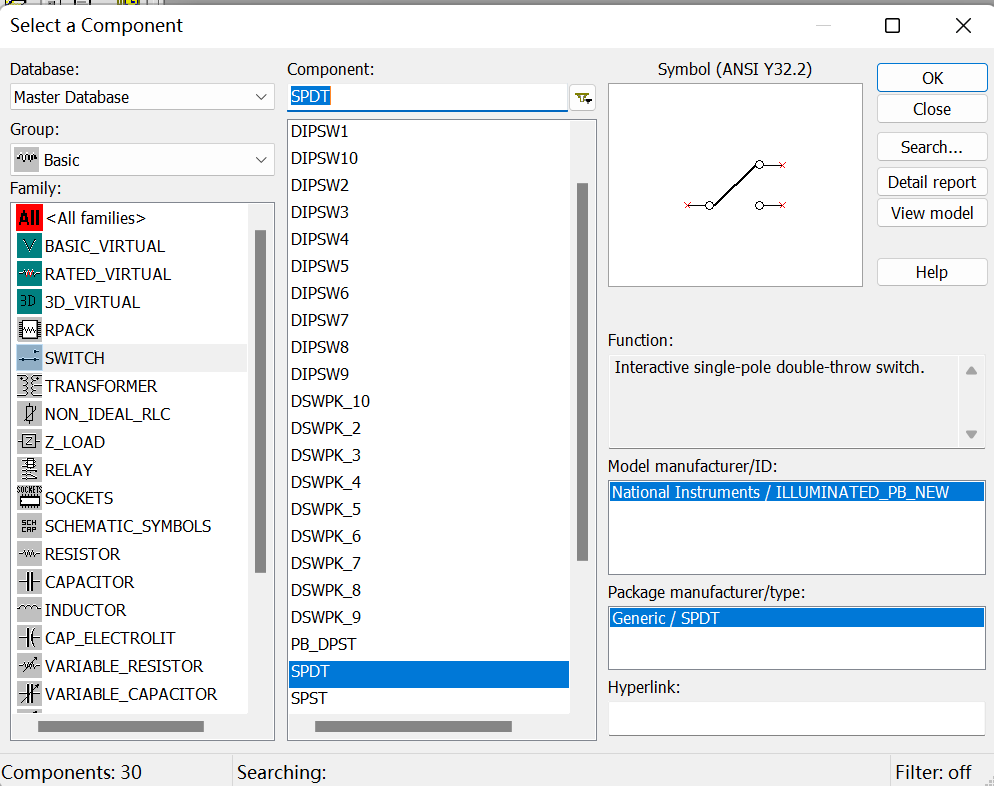 Select a Component
Database:
Master Database
Group:
Basic
Family:
All <All families>
BASIC_VIRTUAL
RATED_VIRTUAL
3D 3D_VIRTUAL
RPACK
SWITCH
TRANSFORMER
NON_IDEAL_RLC
Z Z_LOAD
RELAY
SOCKETS SOCKETS
SCH CAP SCHEMATIC_SYMBOLS
RESISTOR
CAPACITOR
INDUCTOR
CAP_ELECTROLIT
VARIABLE_RESISTOR
VARIABLE_CAPACITOR
Component:
SPDT
DIPSW1
DIPSW10
DIPSW2
DIPSW3
DIPSW4
DIPSW5
DIPSW6
DIPSW7
DIPSW8
DIPSW9
DSWPK_10
DSWPK_2
DSWPK_3
DSWPK_4
DSWPK_5
DSWPK_6
DSWPK_7
DSWPK_8
DSWPK_9
PB_DPST
SPDT
SPST
Symbol (ANSI Y32.2)
OK
Close
Search...
Detail report
View model
Help
Function:
Interactive single-pole double-throw switch.
Model manufacturer/ID:
National Instruments / ILLUMINATED_PB_NEW
Package manufacturer/type:
Generic / SPDT
Hyperlink:
Components: 30
Searching:
Filter: off